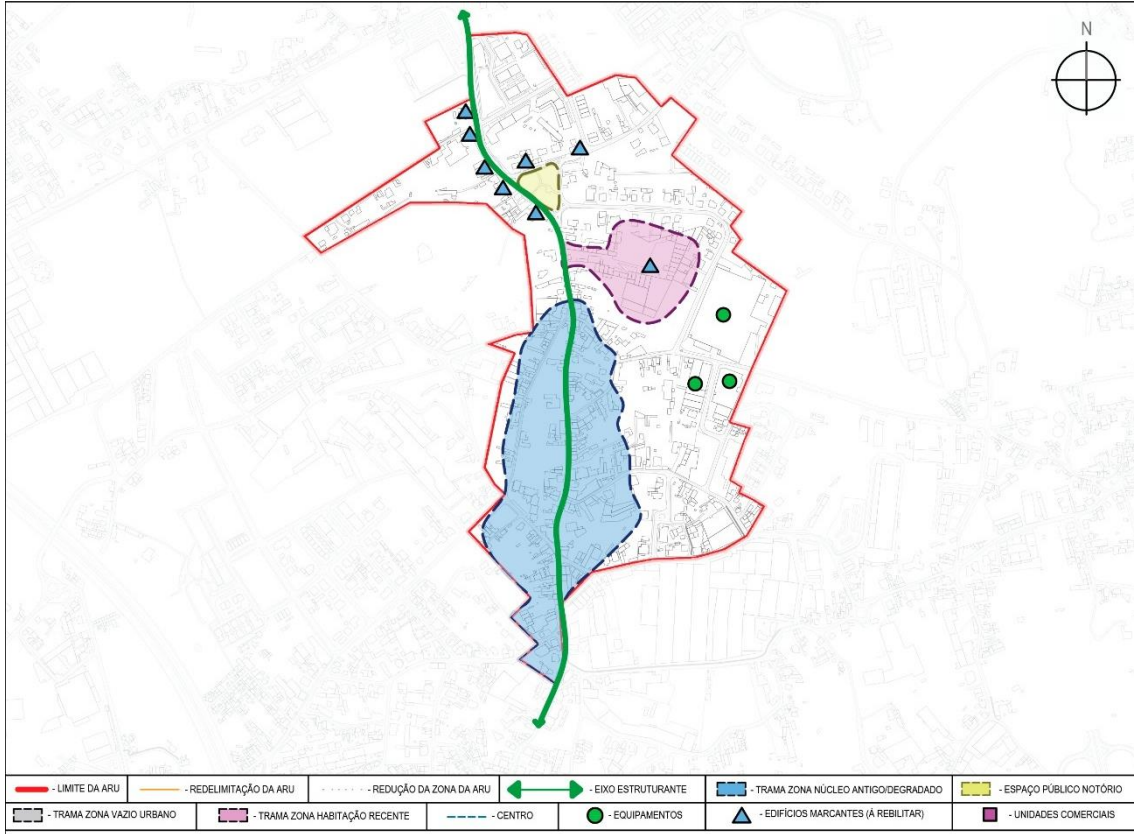 N
- LIMITE DA ARU
- REDELIMITAÇÃO DA ARU
- REDUÇÃO DA ZONA DA ARU
- EIXO ESTRUTURANTE
- TRAMA ZONA NÚCLEO ANTIGO/DEGRADADO
- ESPAÇO PÚBLICO NOTÓRIO
- TRAMA ZONA VAZIO URBANO
- TRAMA ZONA HABITAÇÃO RECENTE
- CENTRO
- EQUIPAMENTOS
- EDIFÍCIOS MARCANTES (Á REBILITAR)
- UNIDADES COMERCIAIS